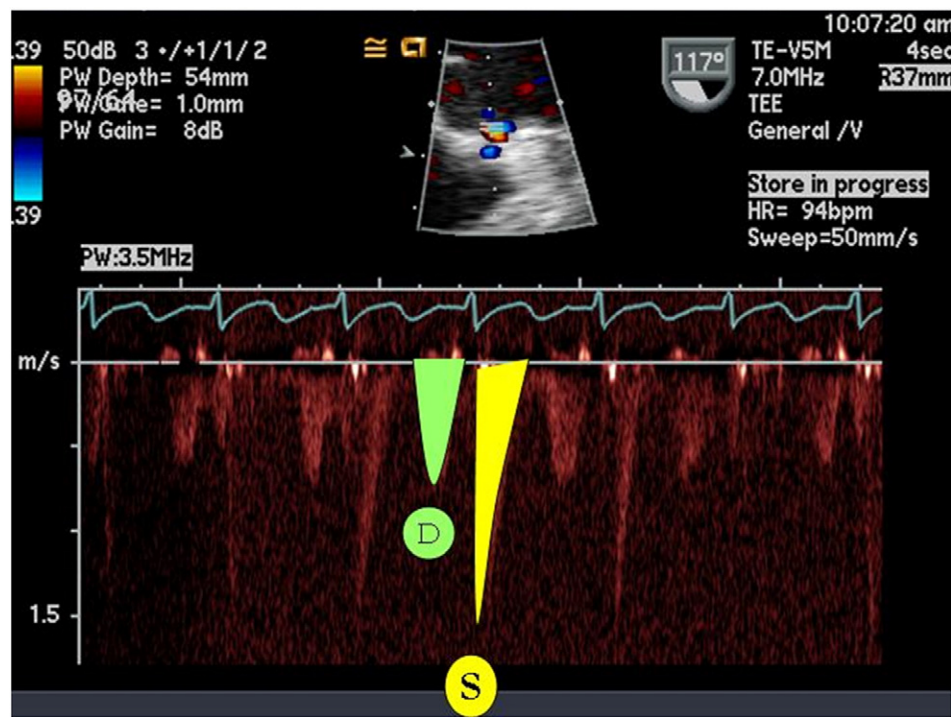 10:07:20 am
.39
50dB 3 •/+1/1/ 2
PW Depth= 54mm
PW Gate= 1.0mm
97/64
PW Gain= 8dB
.39
117°
TE-V5M
4sec
7.0MHz
R37mm
TEE
General /V
Store in progress
HR= 94bpm
Sweep=50mm/s
PW:3.5MHz
m/s
D
1.5
S